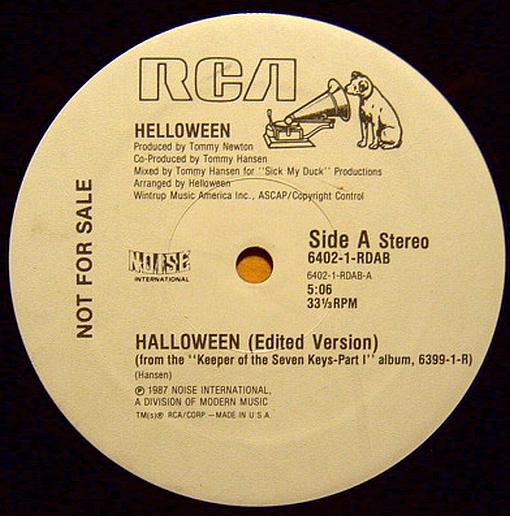 RCA
HELLOWEEN
Produced by Tommy Newton
Co-Produced by Tommy Hansen
Mixed by Tommy Hansen for "Sick My Duck" Productions
Arranged by Helloween
Wintrup Music America Inc., ASCAP/Copyright Control
NOT FOR SALE
NOISE
INTERNATIONAL
Side A Stereo
6402-1-RDAB
6402-1-RDAB-A
5:06
33⅓RPM
HALLOWEEN (Edited Version)
(from the "Keeper of the Seven Keys-Part I" album, 6399-1-R)
(Hansen)
℗ 1987 NOISE INTERNATIONAL,
A DIVISION OF MODERN MUSIC
TM(s)® RCA/CORP.—MADE IN U.S.A.